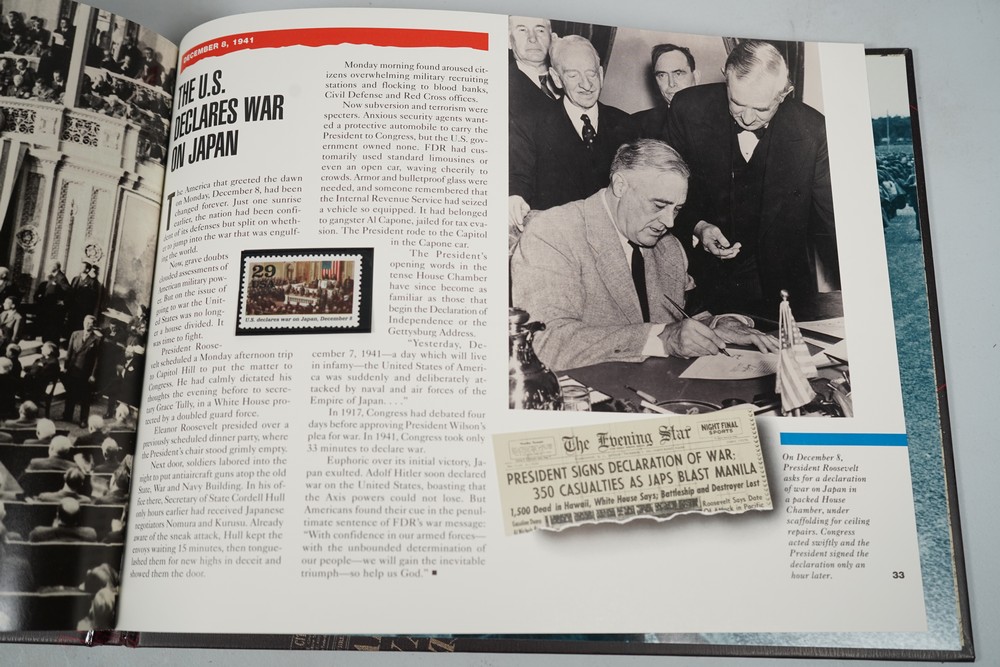 DECEMBER 8, 1941
THE U.S.
DECLARES WAR
ON JAPAN
The America that greeted the dawn
on Monday, December 8, had been
changed forever. Just one sunrise
earlier, the nation had been confi-
dent of its defenses but split on wheth-
er to jump into the war that was engulf-
ing the world.
Now, grave doubts
clouded assessments of
American military pow-
er. But on the issue of
going to war the Unit-
ed States was no long-
er a house divided. It
was time to fight.
President Roose-
velt scheduled a Monday afternoon trip
to Capitol Hill to put the matter to
Congress. He had calmly dictated his
thoughts the evening before to secre-
tary Grace Tully, in a White House pro-
tected by a doubled guard force.
Eleanor Roosevelt presided over a
previously scheduled dinner party, where
the President's chair stood grimly empty.
Next door, soldiers labored into the
night to put antiaircraft guns atop the old
State, War and Navy Building. In his of-
fice there, Secretary of State Cordell Hull
only hours earlier had received Japanese
negotiators Nomura and Kurusu. Already
aware of the sneak attack, Hull kept the
envoys waiting 15 minutes, then tongue-
lashed them for new highs in deceit and
showed them the door.
29
USA
U.S. declares war on Japan, December 8
Monday morning found aroused cit-
izens overwhelming military recruiting
stations and flocking to blood banks,
Civil Defense and Red Cross offices.
Now subversion and terrorism were
specters. Anxious security agents want-
ed a protective automobile to carry the
President to Congress, but the U.S. gov-
ernment owned none. FDR had cus-
tomarily used standard limousines or
even an open car, waving cheerily to
crowds. Armor and bulletproof glass were
needed, and someone remembered that
the Internal Revenue Service had seized
a vehicle so equipped. It had belonged
to gangster Al Capone, jailed for tax eva-
sion. The President rode to the Capitol
in the Capone car.
The President's
opening words in the
tense House Chamber
have since become as
familiar as those that
begin the Declaration of
Independence or the
Gettysburg Address.
"Yesterday, De-
cember 7, 1941—a day which will live
in infamy—the United States of Ameri-
ca was suddenly and deliberately at-
tacked by naval and air forces of the
Empire of Japan. . . ."
In 1917, Congress had debated four
days before approving President Wilson's
plea for war. In 1941, Congress took only
33 minutes to declare war.
Euphoric over its initial victory, Ja-
pan exulted. Adolf Hitler soon declared
war on the United States, boasting that
the Axis powers could not lose. But
Americans found their cue in the penul-
timate sentence of FDR's war message:
"With confidence in our armed forces—
with the unbounded determination of
our people—we will gain the inevitable
triumph—so help us God." ■
The Evening Star
NIGHT FINAL
SPORTS
PRESIDENT SIGNS DECLARATION OF WAR:
350 CASUALTIES AS JAPS BLAST MANILA
1,500 Dead in Hawaii, White House Says; Battleship and Destroyer Lost
Roosevelt Says Date
Of Attack in Pacific
On December 8,
President Roosevelt
asks for a declaration
of war on Japan in
a packed House
Chamber, under
scaffolding for ceiling
repairs. Congress
acted swiftly and the
President signed the
declaration only an
hour later.
33